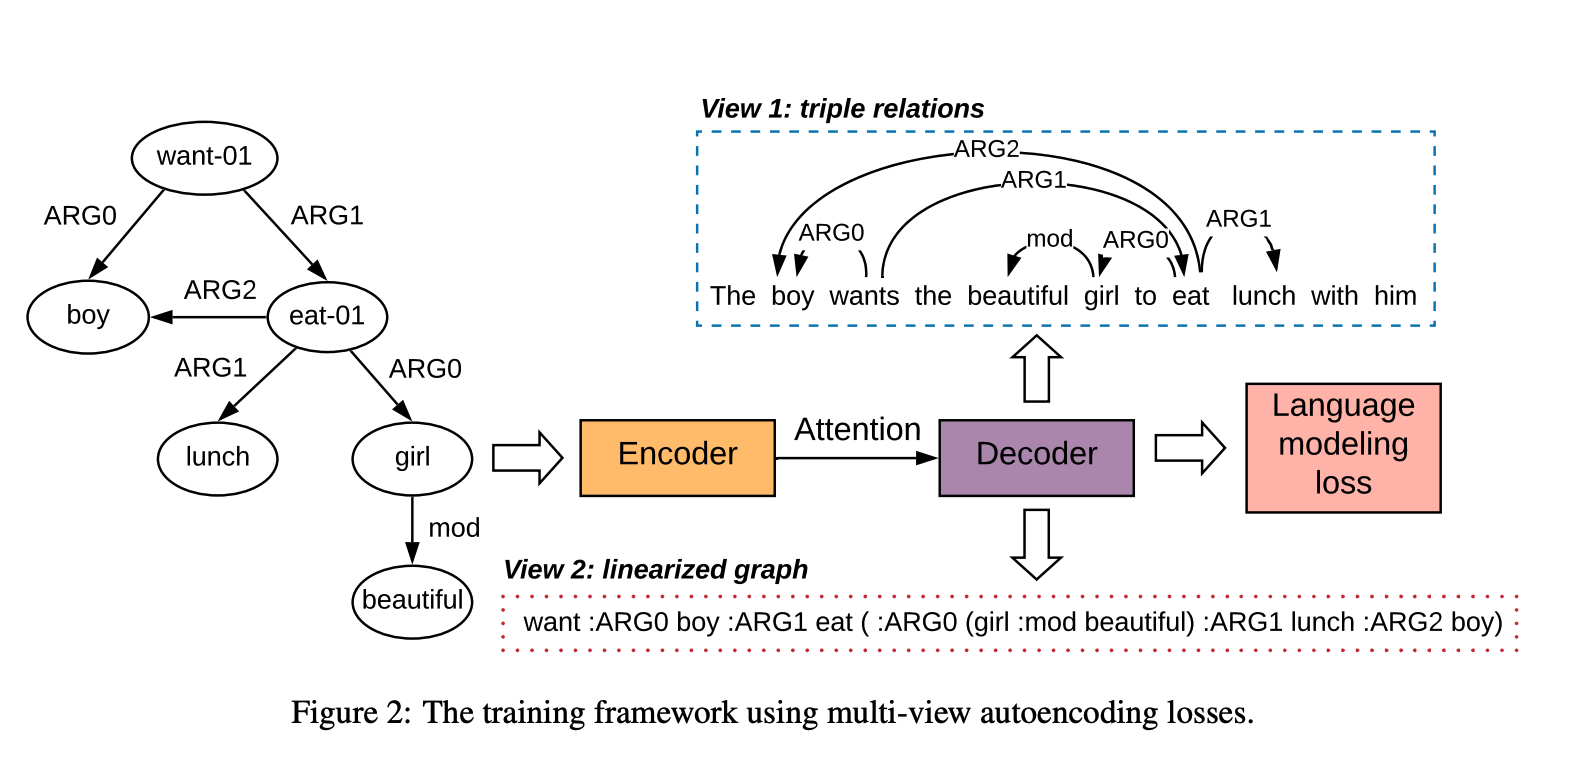 want-01
ARG0
ARG1
boy
ARG2
eat-01
ARG1
ARG0
lunch
girl
mod
beautiful
Encoder
Attention
Decoder
Language
modeling
loss
View 1: triple relations
ARG2
ARG1
ARG0
mod
ARG0
ARG1
The boy wants the beautiful girl to eat lunch with him
View 2: linearized graph
want :ARG0 boy :ARG1 eat ( :ARG0 (girl :mod beautiful) :ARG1 lunch :ARG2 boy)
Figure 2: The training framework using multi-view autoencoding losses.